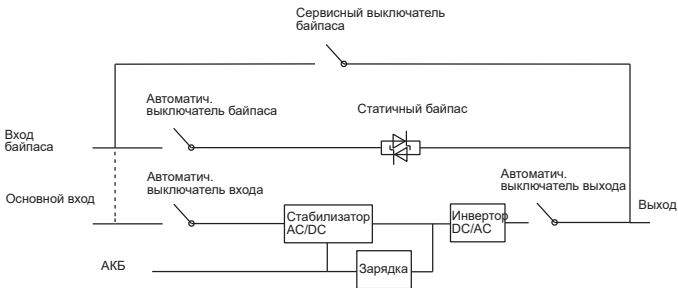 Сервисный выключатель
байпаса
Автоматич.
выключатель байпаса
Статичный байпас
Вход
байпаса
Автоматич.
выключатель входа
Автоматич.
выключатель выхода
Основной вход
Выход
Стабилизатор
AC/DC
Инвертор
DC/AC
АКБ
Зарядка